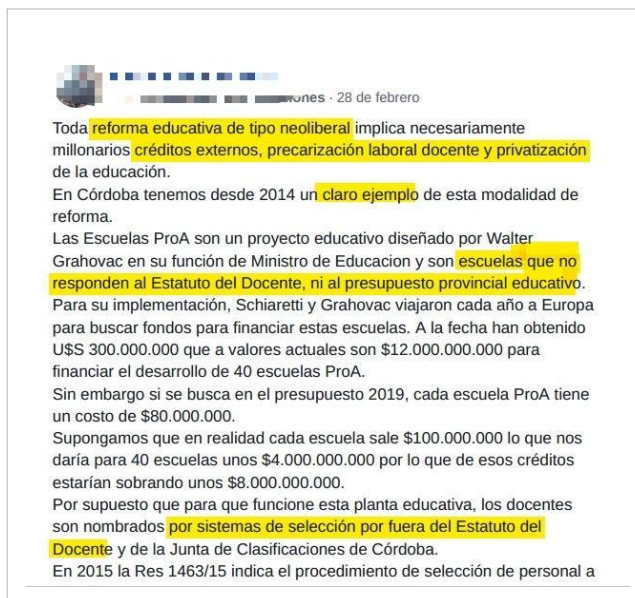 · 28 de febrero
Toda reforma educativa de tipo neoliberal implica necesariamente
millonarios créditos externos, precarización laboral docente y privatización
de la educación.
En Córdoba tenemos desde 2014 un claro ejemplo de esta modalidad de
reforma.
Las Escuelas ProA son un proyecto educativo diseñado por Walter
Grahovac en su función de Ministro de Educacion y son escuelas que no
responden al Estatuto del Docente, ni al presupuesto provincial educativo.
Para su implementación, Schiaretti y Grahovac viajaron cada año a Europa
para buscar fondos para financiar estas escuelas. A la fecha han obtenido
U$S 300.000.000 que a valores actuales son $12.000.000.000 para
financiar el desarrollo de 40 escuelas ProA.
Sin embargo si se busca en el presupuesto 2019, cada escuela ProA tiene
un costo de $80.000.000.
Supongamos que en realidad cada escuela sale $100.000.000 lo que nos
daría para 40 escuelas unos $4.000.000.000 por lo que de esos créditos
estarían sobrando unos $8.000.000.000.
Por supuesto que para que funcione esta planta educativa, los docentes
son nombrados por sistemas de selección por fuera del Estatuto del
Docente y de la Junta de Clasificaciones de Córdoba.
En 2015 la Res 1463/15 indica el procedimiento de selección de personal a